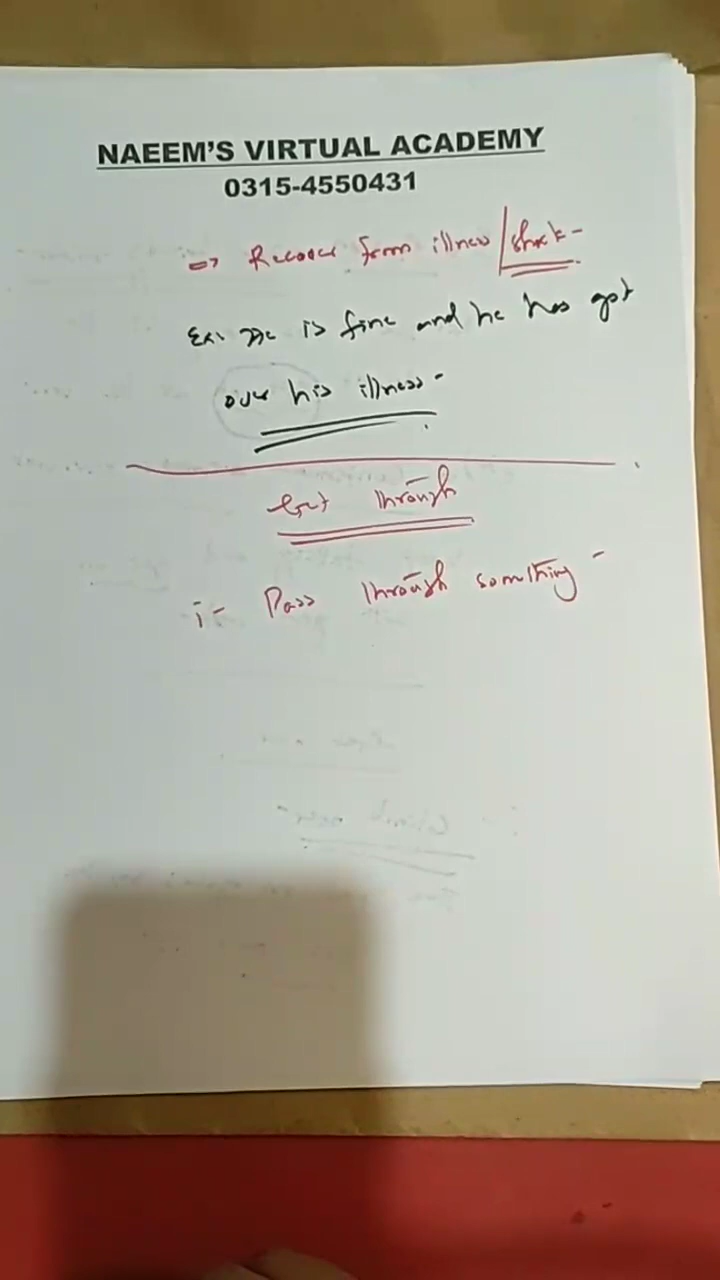 NAEEM'S VIRTUAL ACADEMY
0315-4550431
⇒ Recover from illness/shock-
Ex: He is fine and he has got
over his illness-
Get through
i- Pass through something-